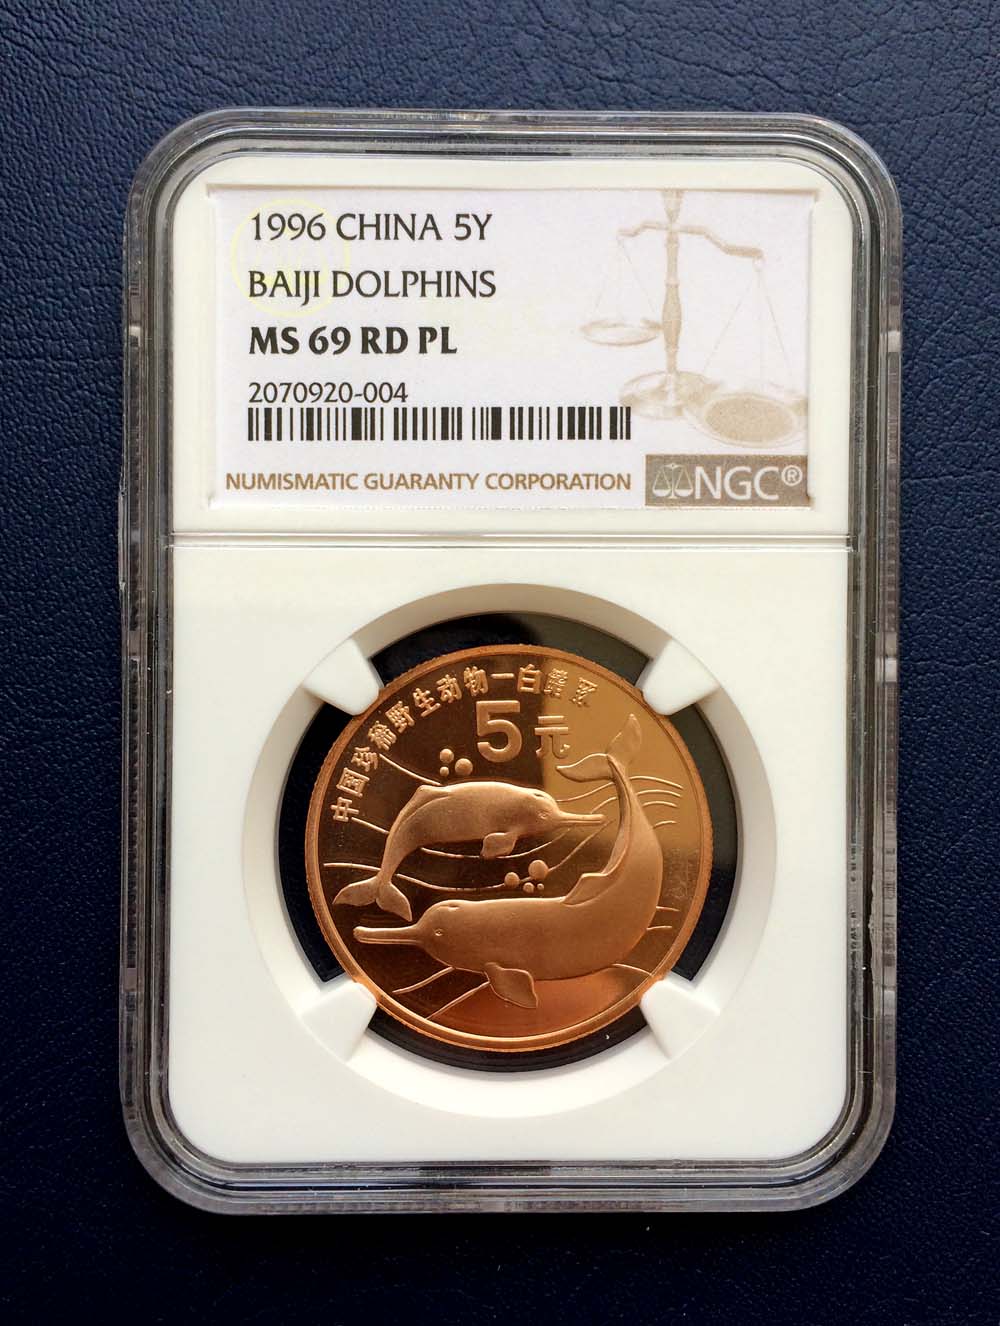 1996 CHINA 5Y
BAIJI DOLPHINS
MS 69 RD PL
2070920-004
NUMISMATIC GUARANTY CORPORATION
NGC®
中国珍稀野生动物—白鳍豚
5元